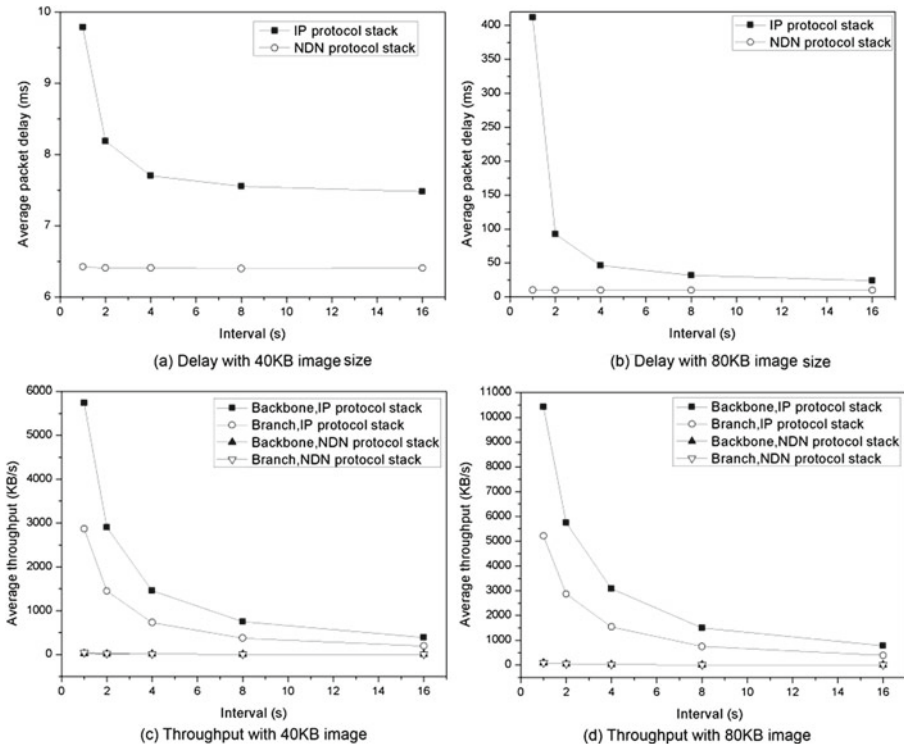 IP protocol stack
NDN protocol stack
10
9
8
7
6
Average packet delay (ms)
0 2 4 6 8 10 12 14 16
Interval (s)
(a) Delay with 40KB image size
IP protocol stack
NDN protocol stack
400
350
300
250
200
150
100
50
0
Average packet delay (ms)
0 2 4 6 8 10 12 14 16
Interval (s)
(b) Delay with 80KB image size
Backbone,IP protocol stack
Branch,IP protocol stack
Backbone,NDN protocol stack
Branch,NDN protocol stack
6000
5000
4000
3000
2000
1000
0
Average throughput (KB/s)
0 2 4 6 8 10 12 14 16
Interval (s)
(c) Throughput with 40KB image
Backbone,IP protocol stack
Branch,IP protocol stack
Backbone,NDN protocol stack
Branch,NDN protocol stack
11000
10000
9000
8000
7000
6000
5000
4000
3000
2000
1000
0
Average throughput (KB/s)
0 2 4 6 8 10 12 14 16
Interval (s)
(d) Throughput with 80KB image